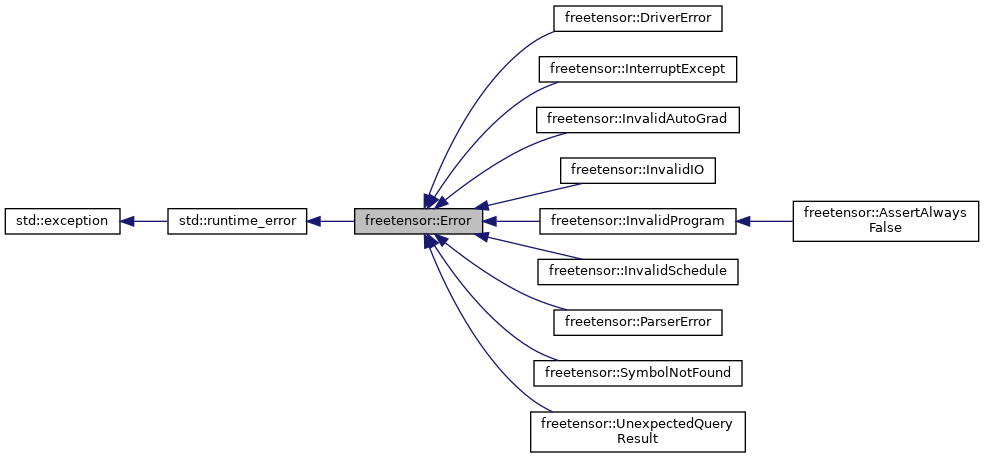 freetensor::DriverError
freetensor::InterruptExcept
freetensor::InvalidAutoGrad
freetensor::InvalidIO
std::exception
std::runtime_error
freetensor::Error
freetensor::InvalidProgram
freetensor::AssertAlways
False
freetensor::InvalidSchedule
freetensor::ParserError
freetensor::SymbolNotFound
freetensor::UnexpectedQuery
Result